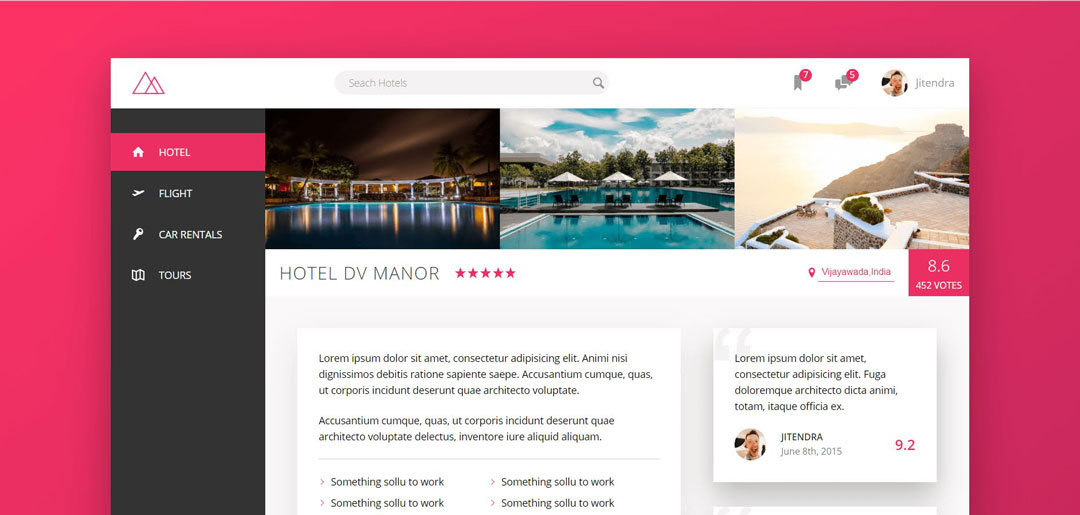 Seach Hotels
7
5
Jitendra
HOTEL
FLIGHT
CAR RENTALS
TOURS
HOTEL DV MANOR
Vijayawada,India
8.6
452 VOTES
Lorem ipsum dolor sit amet, consectetur adipisicing elit. Animi nisi
dignissimos debitis ratione sapiente saepe. Accusantium cumque, quas,
ut corporis incidunt deserunt quae architecto voluptate.
Accusantium cumque, quas, ut corporis incidunt deserunt quae
architecto voluptate delectus, inventore iure aliquid aliquam.
Something sollu to work
Something sollu to work
Something sollu to work
Something sollu to work
Lorem ipsum dolor sit amet,
consectetur adipisicing elit. Fuga
doloremque architecto dicta animi,
totam, itaque officia ex.
JITENDRA
June 8th, 2015
9.2